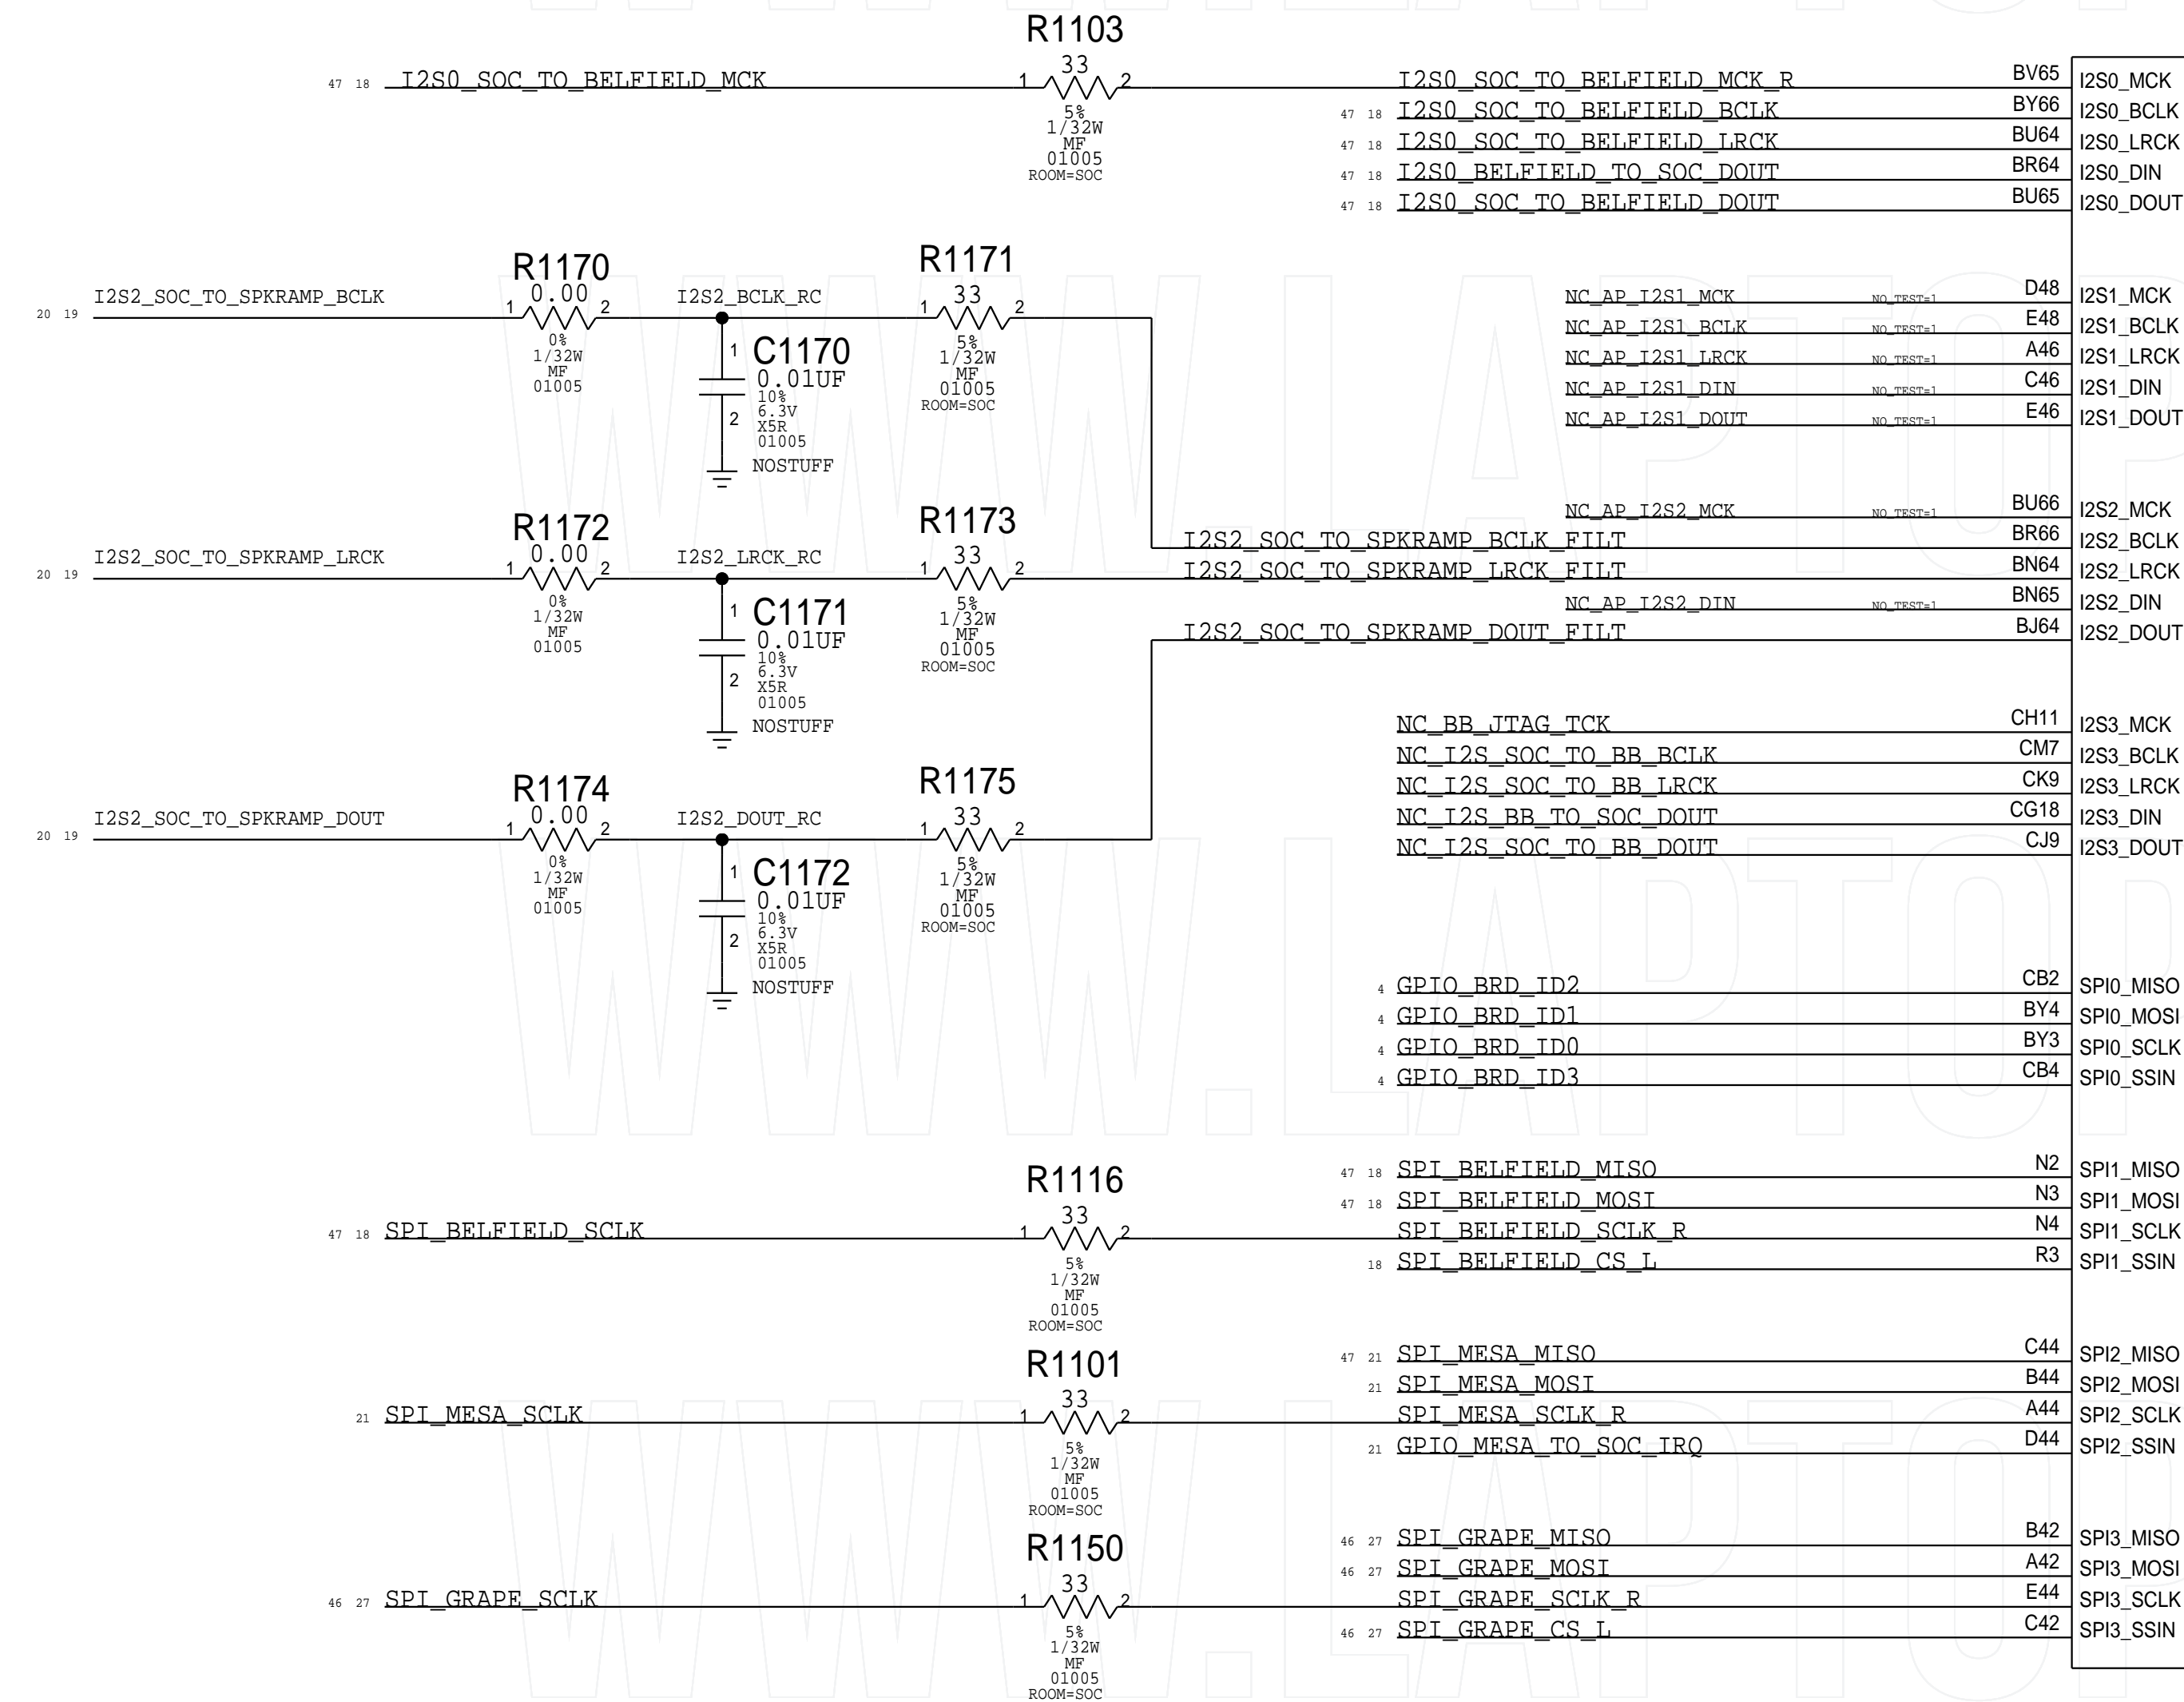 R1103
33
47 18 I2S0_SOC_TO_BELFIELD_MCK 1 2 I2S0_SOC_TO_BELFIELD_MCK_R BV65 I2S0_MCK
5%
1/32W
MF
01005
ROOM=SOC
47 18 I2S0_SOC_TO_BELFIELD_BCLK BY66 I2S0_BCLK
47 18 I2S0_SOC_TO_BELFIELD_LRCK BU64 I2S0_LRCK
47 18 I2S0_BELFIELD_TO_SOC_DOUT BR64 I2S0_DIN
47 18 I2S0_SOC_TO_BELFIELD_DOUT BU65 I2S0_DOUT
R1170
0.00
20 19 I2S2_SOC_TO_SPKRAMP_BCLK 1 2 I2S2_BCLK_RC
0%
1/32W
MF
01005
R1171
33
1 2
5%
1/32W
MF
01005
ROOM=SOC
1 C1170
0.01UF
10%
6.3V
2 X5R
01005
NOSTUFF
NC_AP_I2S1_MCK NO_TEST=1 D48 I2S1_MCK
NC_AP_I2S1_BCLK NO_TEST=1 E48 I2S1_BCLK
NC_AP_I2S1_LRCK NO_TEST=1 A46 I2S1_LRCK
NC_AP_I2S1_DIN NO_TEST=1 C46 I2S1_DIN
NC_AP_I2S1_DOUT NO_TEST=1 E46 I2S1_DOUT
R1172
0.00
20 19 I2S2_SOC_TO_SPKRAMP_LRCK 1 2 I2S2_LRCK_RC
0%
1/32W
MF
01005
R1173
33
1 2
5%
1/32W
MF
01005
ROOM=SOC
1 C1171
0.01UF
10%
6.3V
2 X5R
01005
NOSTUFF
NC_AP_I2S2_MCK NO_TEST=1 BU66 I2S2_MCK
I2S2_SOC_TO_SPKRAMP_BCLK_FILT BR66 I2S2_BCLK
I2S2_SOC_TO_SPKRAMP_LRCK_FILT BN64 I2S2_LRCK
NC_AP_I2S2_DIN NO_TEST=1 BN65 I2S2_DIN
I2S2_SOC_TO_SPKRAMP_DOUT_FILT BJ64 I2S2_DOUT
R1174
0.00
20 19 I2S2_SOC_TO_SPKRAMP_DOUT 1 2 I2S2_DOUT_RC
0%
1/32W
MF
01005
R1175
33
1 2
5%
1/32W
MF
01005
ROOM=SOC
1 C1172
0.01UF
10%
6.3V
2 X5R
01005
NOSTUFF
NC_BB_JTAG_TCK CH11 I2S3_MCK
NC_I2S_SOC_TO_BB_BCLK CM7 I2S3_BCLK
NC_I2S_SOC_TO_BB_LRCK CK9 I2S3_LRCK
NC_I2S_BB_TO_SOC_DOUT CG18 I2S3_DIN
NC_I2S_SOC_TO_BB_DOUT CJ9 I2S3_DOUT
4 GPIO_BRD_ID2 CB2 SPI0_MISO
4 GPIO_BRD_ID1 BY4 SPI0_MOSI
4 GPIO_BRD_ID0 BY3 SPI0_SCLK
4 GPIO_BRD_ID3 CB4 SPI0_SSIN
47 18 SPI_BELFIELD_MISO N2 SPI1_MISO
47 18 SPI_BELFIELD_MOSI N3 SPI1_MOSI
R1116
33
47 18 SPI_BELFIELD_SCLK 1 2 SPI_BELFIELD_SCLK_R N4 SPI1_SCLK
5%
1/32W
MF
01005
ROOM=SOC
18 SPI_BELFIELD_CS_L R3 SPI1_SSIN
47 21 SPI_MESA_MISO C44 SPI2_MISO
21 SPI_MESA_MOSI B44 SPI2_MOSI
R1101
33
21 SPI_MESA_SCLK 1 2 SPI_MESA_SCLK_R A44 SPI2_SCLK
5%
1/32W
MF
01005
ROOM=SOC
21 GPIO_MESA_TO_SOC_IRQ D44 SPI2_SSIN
46 27 SPI_GRAPE_MISO B42 SPI3_MISO
46 27 SPI_GRAPE_MOSI A42 SPI3_MOSI
R1150
33
46 27 SPI_GRAPE_SCLK 1 2 SPI_GRAPE_SCLK_R E44 SPI3_SCLK
5%
1/32W
MF
01005
ROOM=SOC
46 27 SPI_GRAPE_CS_L C42 SPI3_SSIN
WWW.LAPTOP
WWW.LAPTOP
WWW.LAPTOP